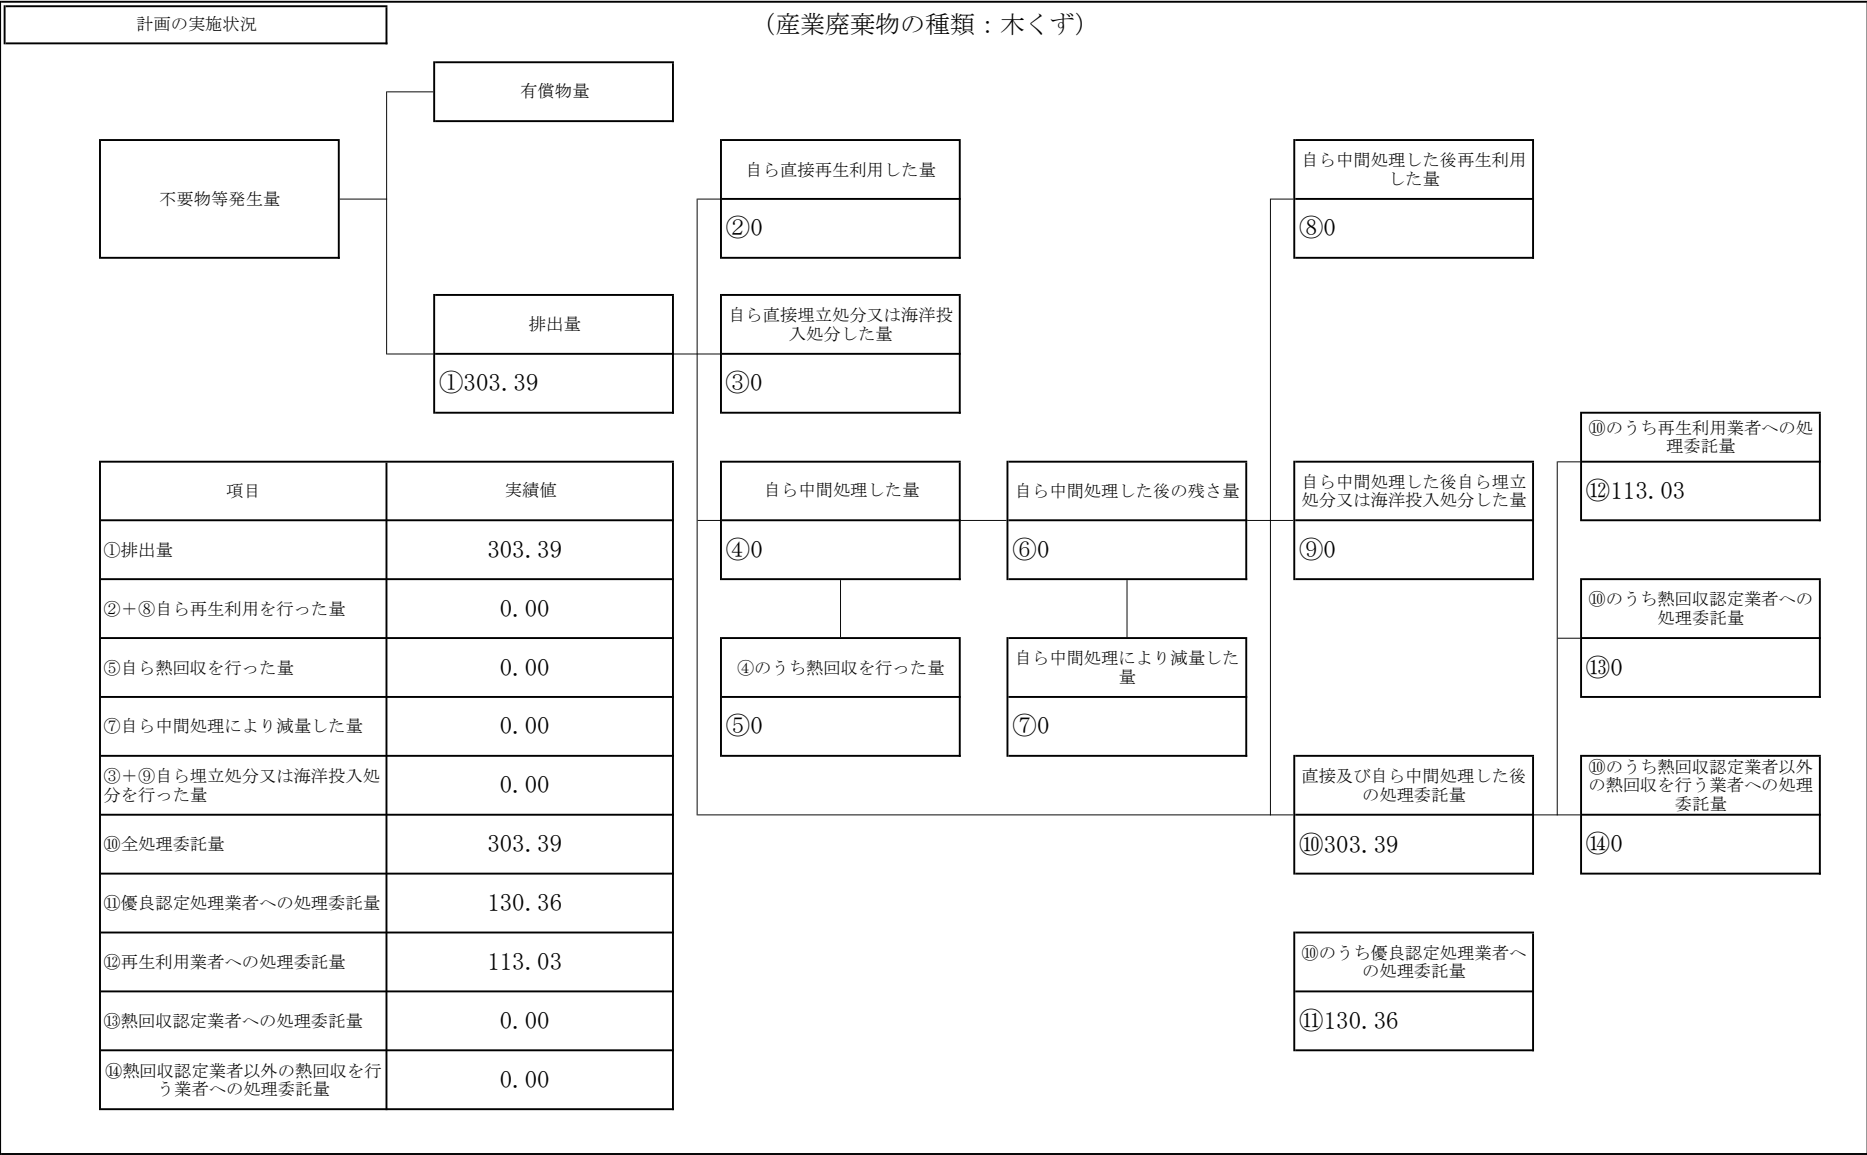 計画の実施状況
（産業廃棄物の種類：木くず）
有償物量
不要物等発生量
自ら直接再生利用した量
②0
自ら中間処理した後再生利用
した量
⑧0
排出量
①303.39
自ら直接埋立処分又は海洋投
入処分した量
③0
⑩のうち再生利用業者への処
理委託量
⑫113.03
自ら中間処理した量
④0
自ら中間処理した後の残さ量
⑥0
自ら中間処理した後自ら埋立
処分又は海洋投入処分した量
⑨0
⑩のうち熱回収認定業者への
処理委託量
⑬0
④のうち熱回収を行った量
⑤0
自ら中間処理により減量した
量
⑦0
直接及び自ら中間処理した後
の処理委託量
⑩303.39
⑩のうち熱回収認定業者以外
の熱回収を行う業者への処理
委託量
⑭0
⑩のうち優良認定処理業者へ
の処理委託量
⑪130.36
項目 実績値
①排出量 303.39
②＋⑧自ら再生利用を行った量 0.00
⑤自ら熱回収を行った量 0.00
⑦自ら中間処理により減量した量 0.00
③＋⑨自ら埋立処分又は海洋投入処
分を行った量 0.00
⑩全処理委託量 303.39
⑪優良認定処理業者への処理委託量 130.36
⑫再生利用業者への処理委託量 113.03
⑬熱回収認定業者への処理委託量 0.00
⑭熱回収認定業者以外の熱回収を行
う業者への処理委託量 0.00